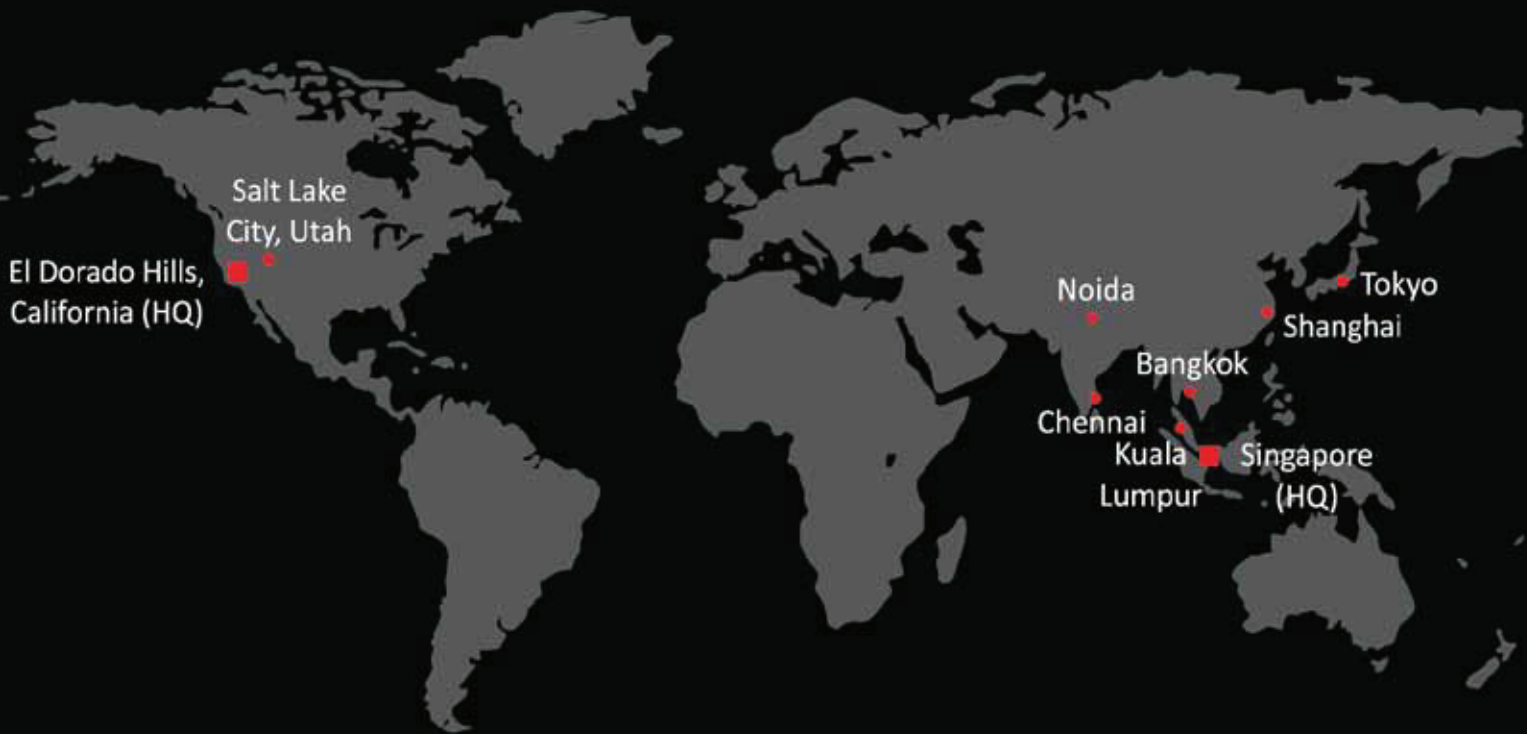 Salt Lake
City, Utah
El Dorado Hills,
California (HQ)
Noida
Tokyo
Shanghai
Bangkok
Chennai
Kuala
Lumpur
Singapore
(HQ)